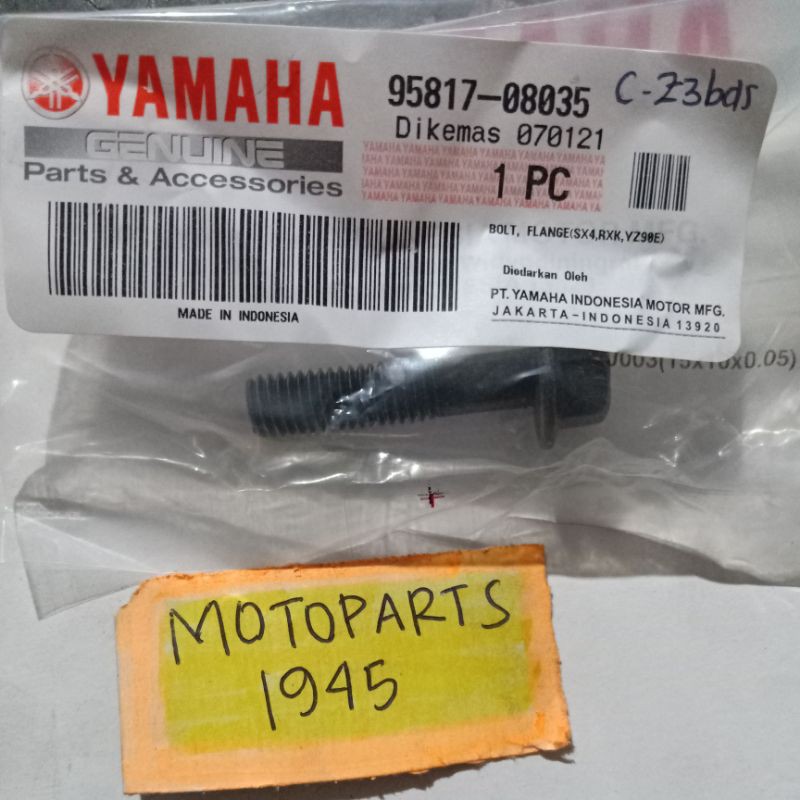 YAMAHA
GENUINE
Parts & Accessories
95817-08035
C-Z3bds
Dikemas 070121
1 PC
BOLT, FLANGE(SX4,RXK,YZ90E)
Diedarkan Oleh
PT. YAMAHA INDONESIA MOTOR MFG.
JAKARTA-INDONESIA 13920
MADE IN INDONESIA
MOTOPARTS
1945